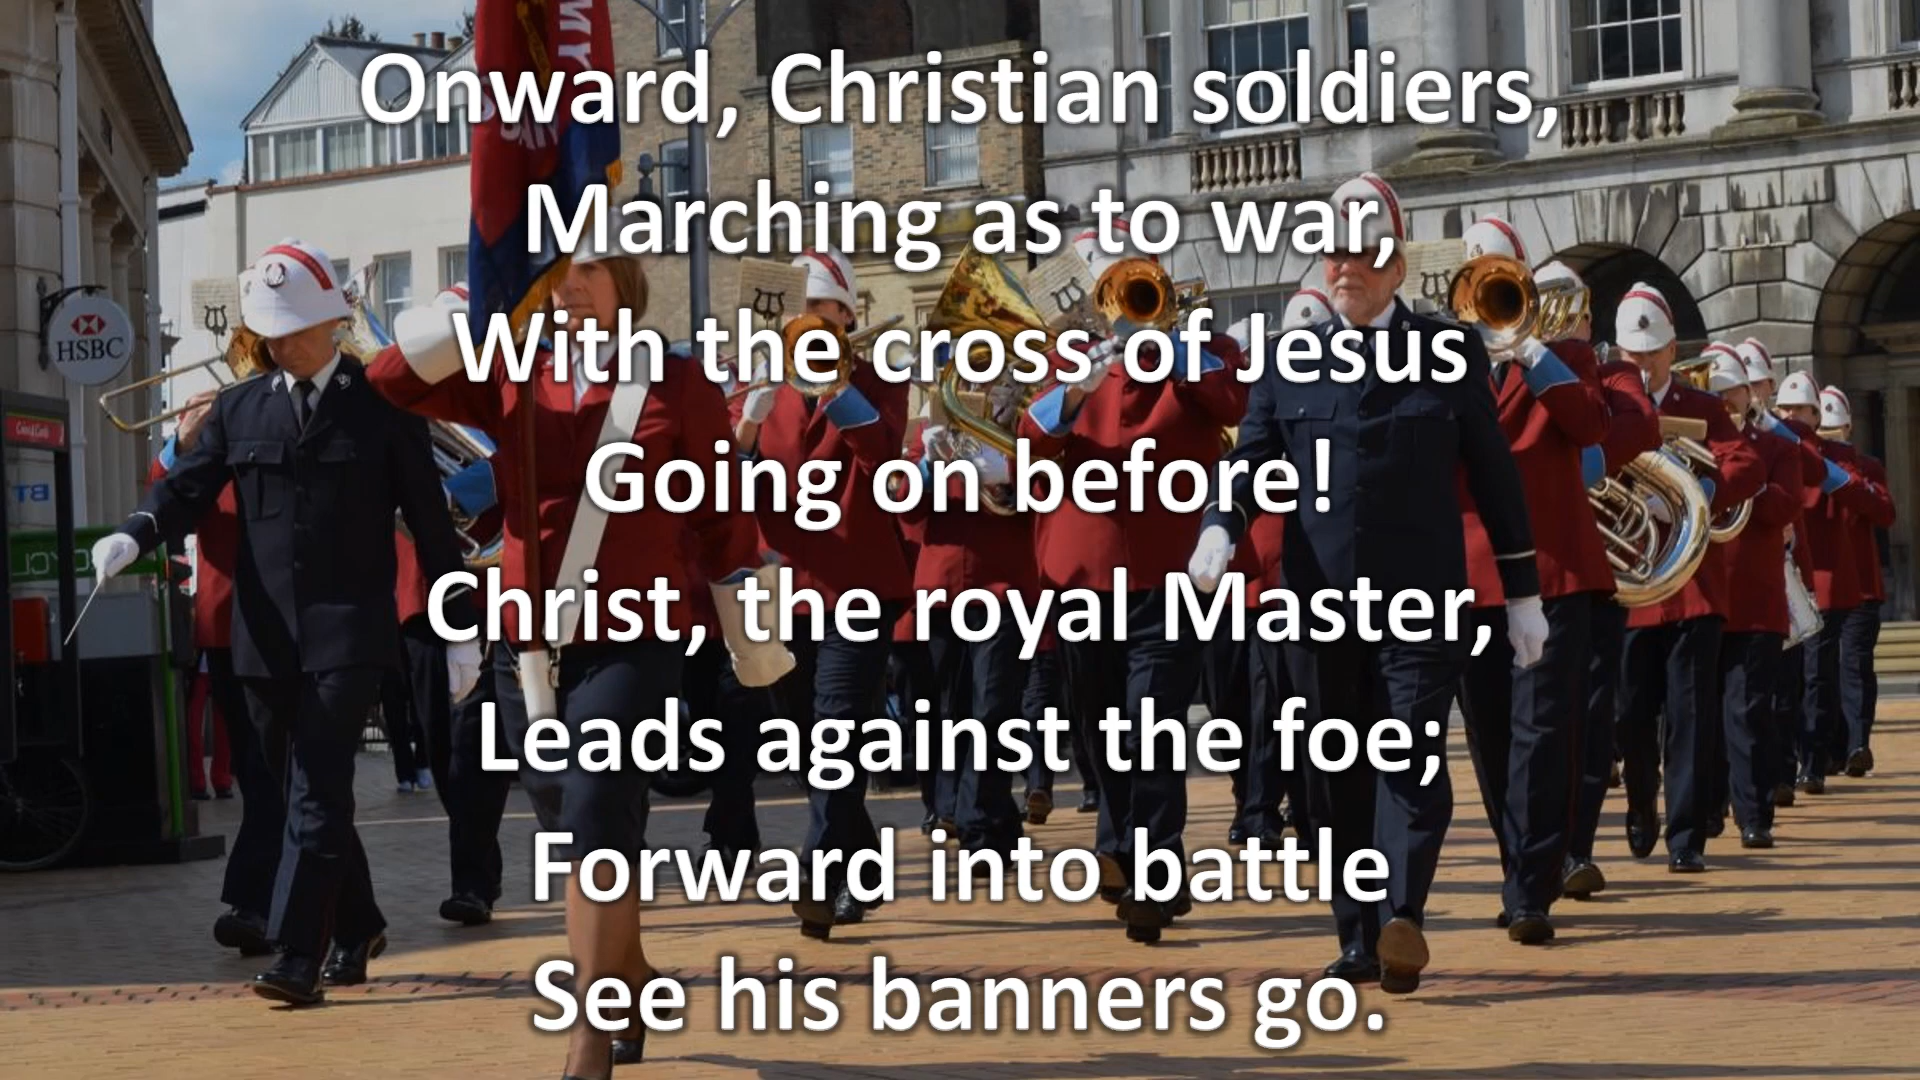 Onward, Christian soldiers,
Marching as to war,
With the cross of Jesus
Going on before!
Christ, the royal Master,
Leads against the foe;
Forward into battle
See his banners go.
HSBC
BT